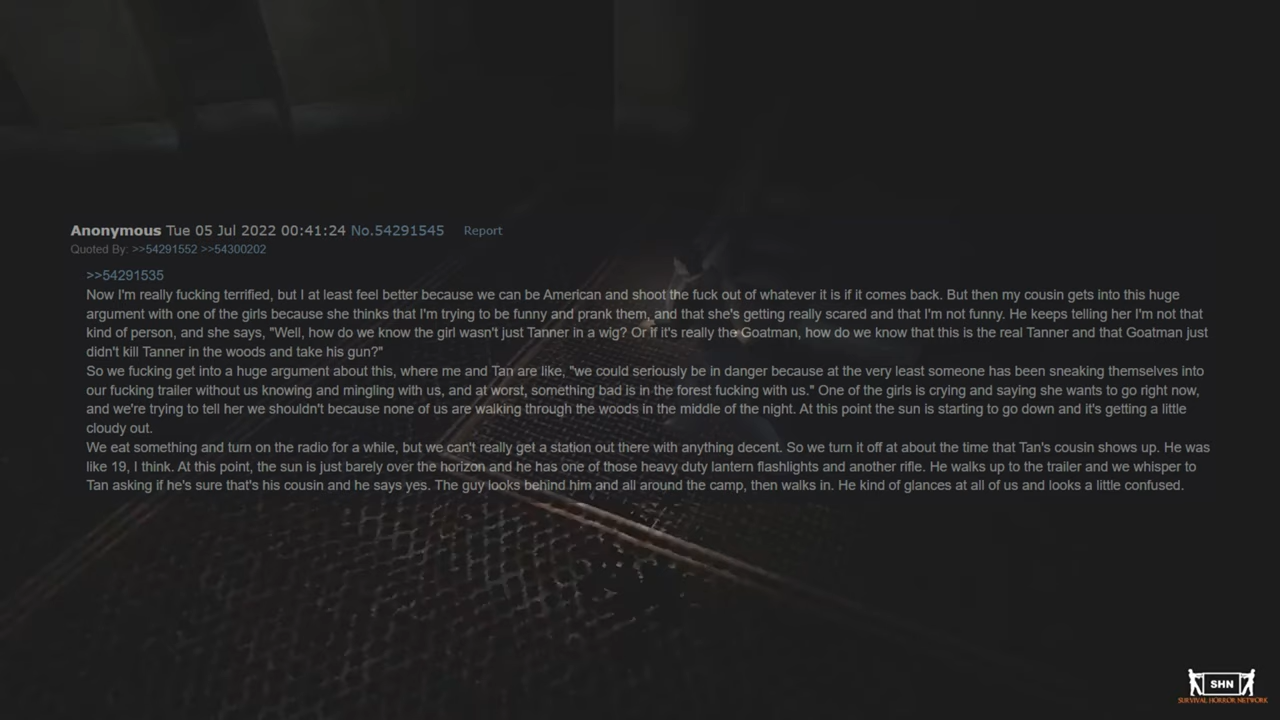 Anonymous Tue 05 Jul 2022 00:41:24 No.54291545 Report
Quoted By: >>54291552 >>54300202
>>54291535
Now I'm really fucking terrified, but I at least feel better because we can be American and shoot the fuck out of whatever it is if it comes back. But then my cousin gets into this huge
argument with one of the girls because she thinks that I'm trying to be funny and prank them, and that she's getting really scared and that I'm not funny. He keeps telling her I'm not that
kind of person, and she says, "Well, how do we know the girl wasn't just Tanner in a wig? Or if it's really the Goatman, how do we know that this is the real Tanner and that Goatman just
didn't kill Tanner in the woods and take his gun?"
So we fucking get into a huge argument about this, where me and Tan are like, "we could seriously be in danger because at the very least someone has been sneaking themselves into
our fucking trailer without us knowing and mingling with us, and at worst, something bad is in the forest fucking with us." One of the girls is crying and saying she wants to go right now,
and we're trying to tell her we shouldn't because none of us are walking through the woods in the middle of the night. At this point the sun is starting to go down and it's getting a little
cloudy out.
We eat something and turn on the radio for a while, but we can't really get a station out there with anything decent. So we turn it off at about the time that Tan's cousin shows up. He was
like 19, I think. At this point, the sun is just barely over the horizon and he has one of those heavy duty lantern flashlights and another rifle. He walks up to the trailer and we whisper to
Tan asking if he's sure that's his cousin and he says yes. The guy looks behind him and all around the camp, then walks in. He kind of glances at all of us and looks a little confused.
SHN
SURVIVAL HORROR NETWORK